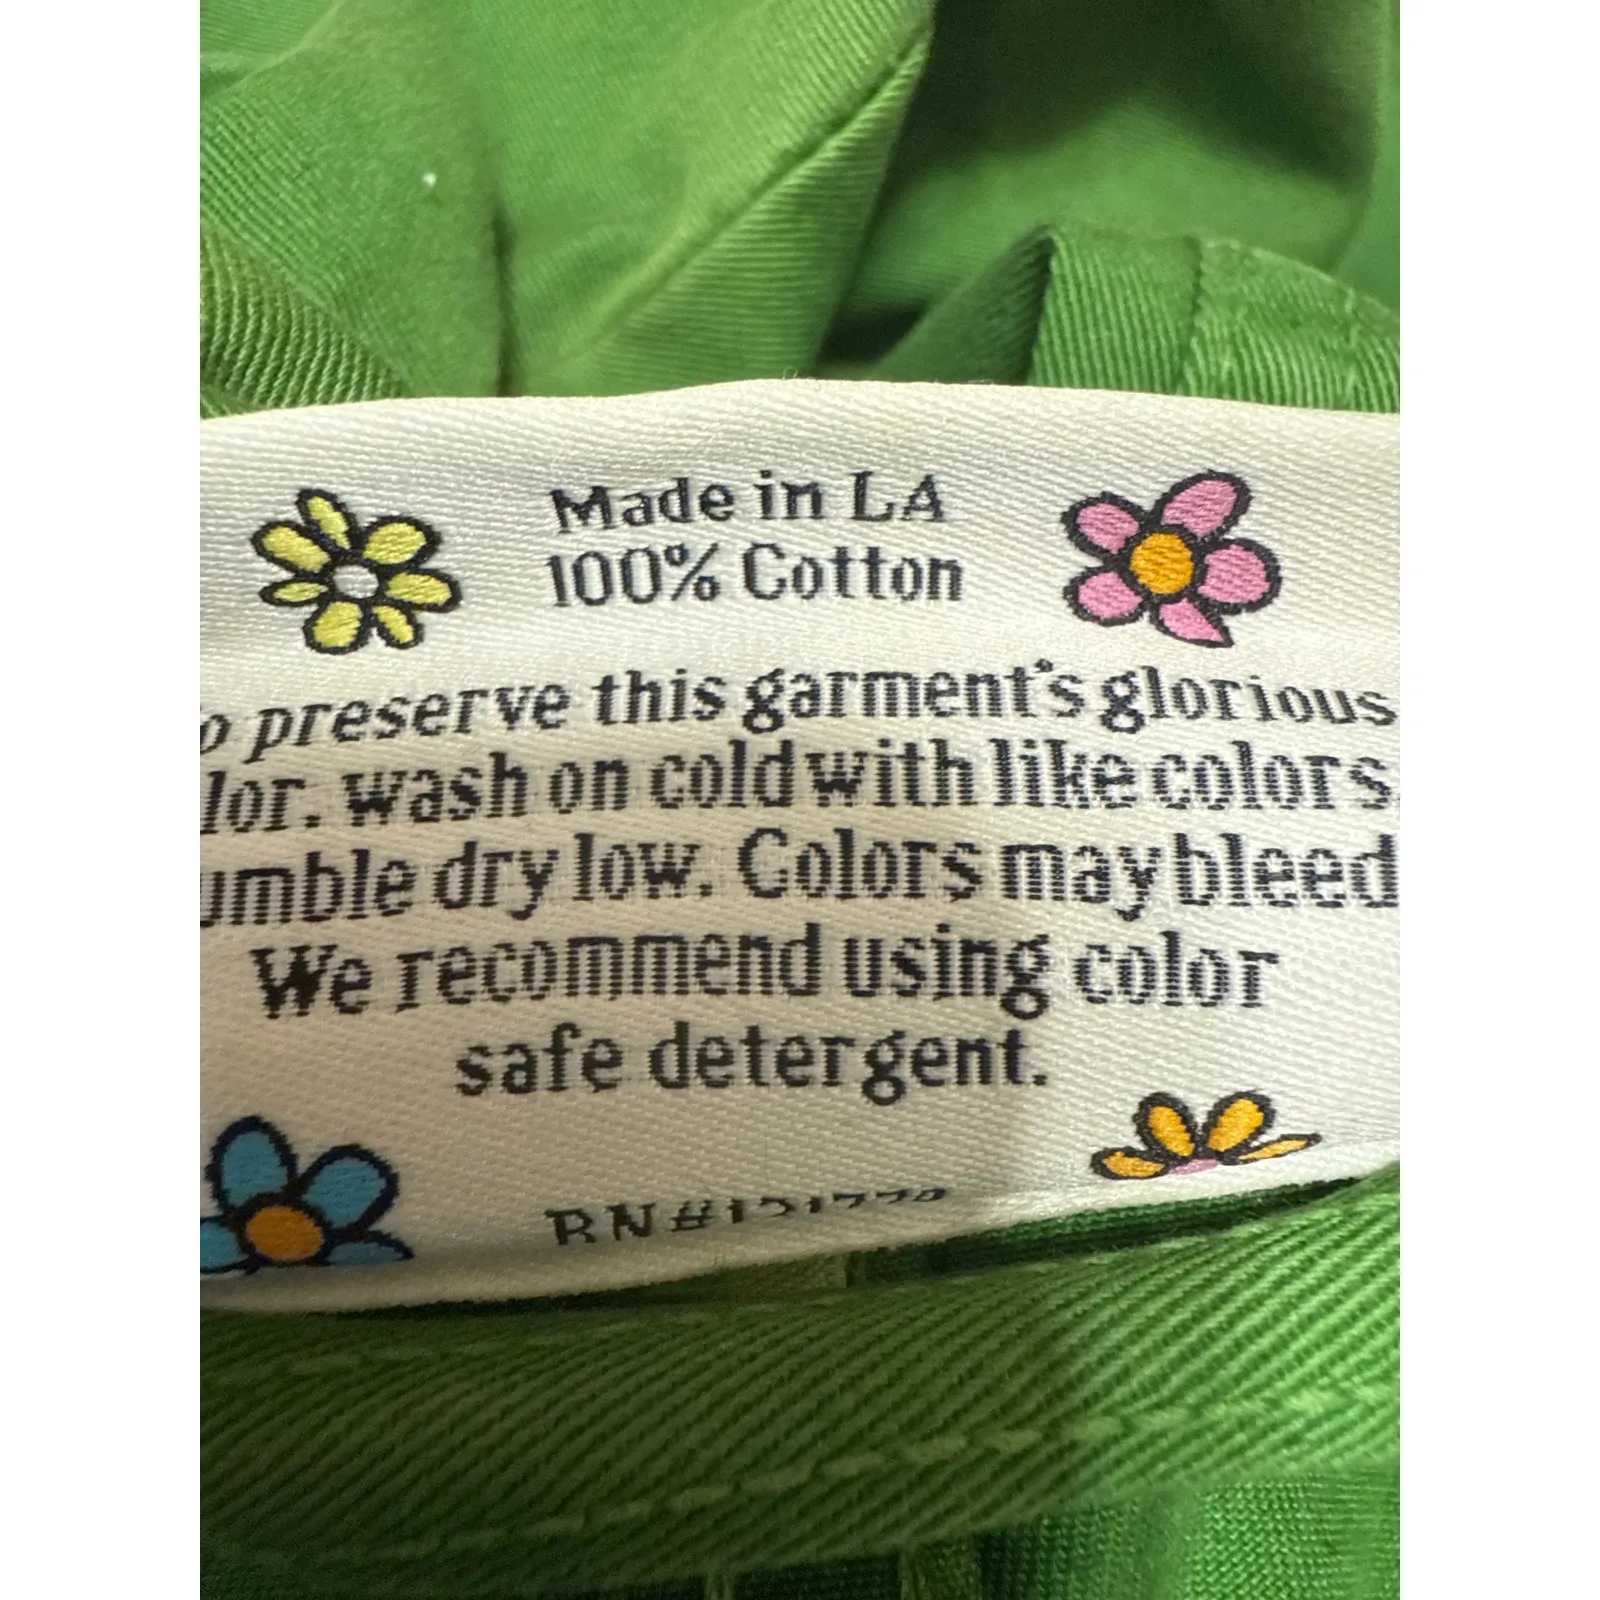 Made in LA
100% Cotton
o preserve this garment's glorious
lor. wash on cold with like colors.
umble dry low. Colors may bleed
We recommend using color
safe detergent.